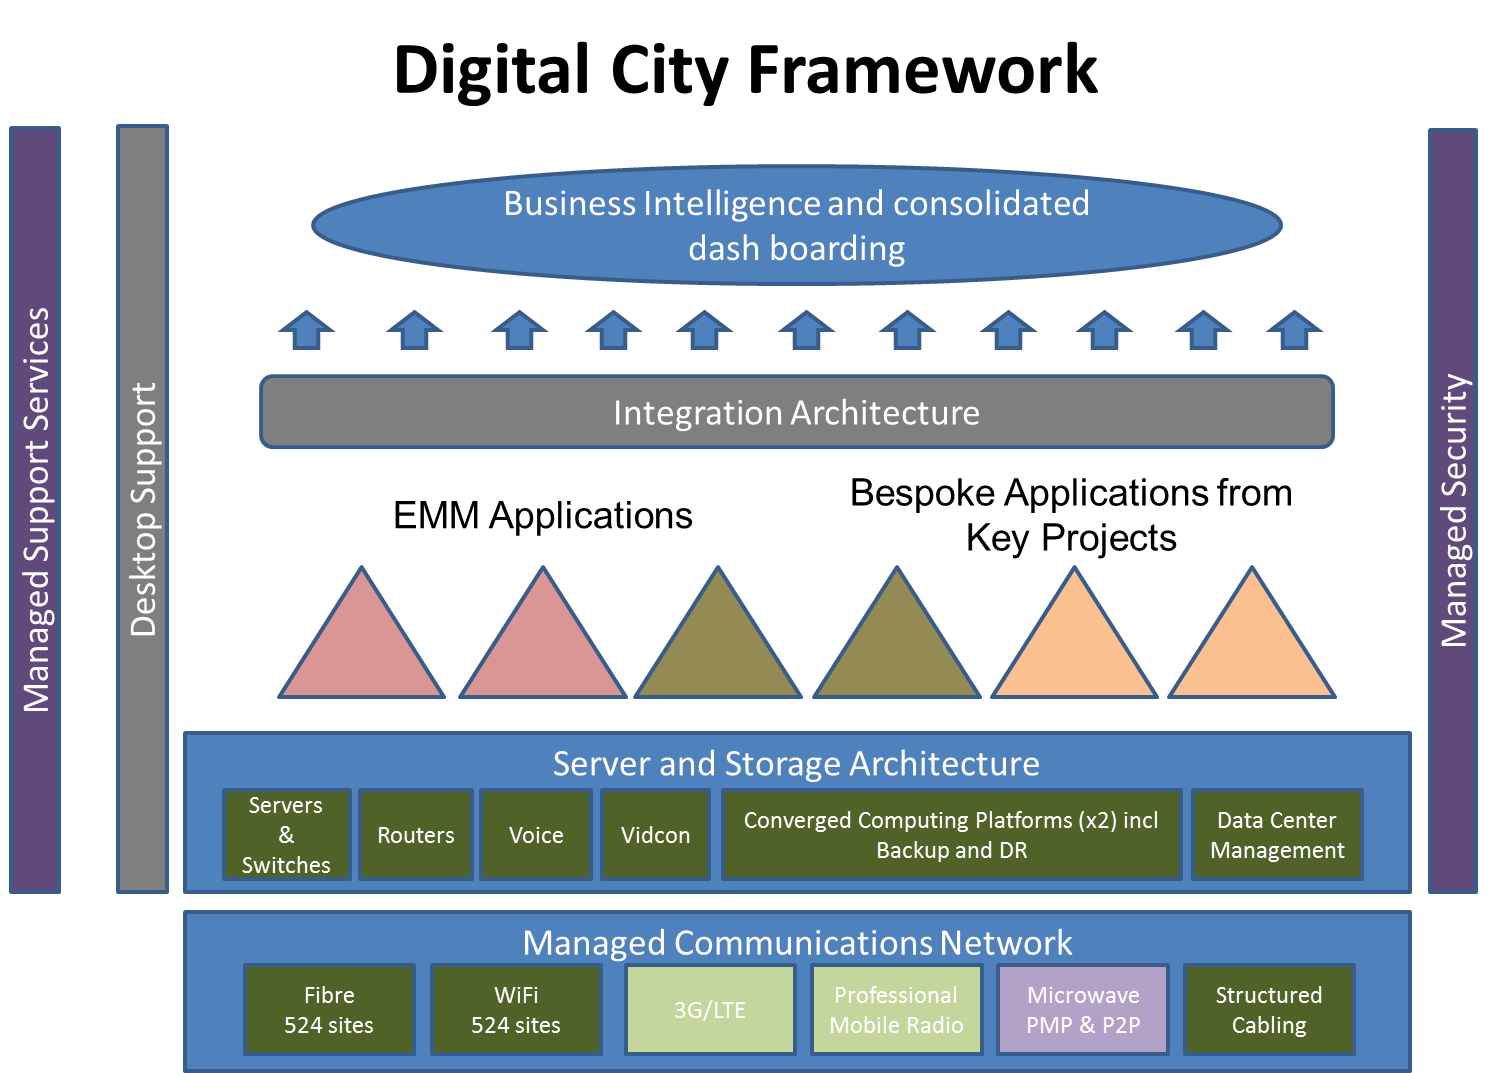 Digital City Framework
Managed Support Services
Desktop Support
Managed Security
Business Intelligence and consolidated
dash boarding
Integration Architecture
EMM Applications
Bespoke Applications from
Key Projects
Server and Storage Architecture
Servers
&
Switches
Routers
Voice
Vidcon
Converged Computing Platforms (x2) incl
Backup and DR
Data Center
Management
Managed Communications Network
Fibre
524 sites
WiFi
524 sites
3G/LTE
Professional
Mobile Radio
Microwave
PMP & P2P
Structured
Cabling